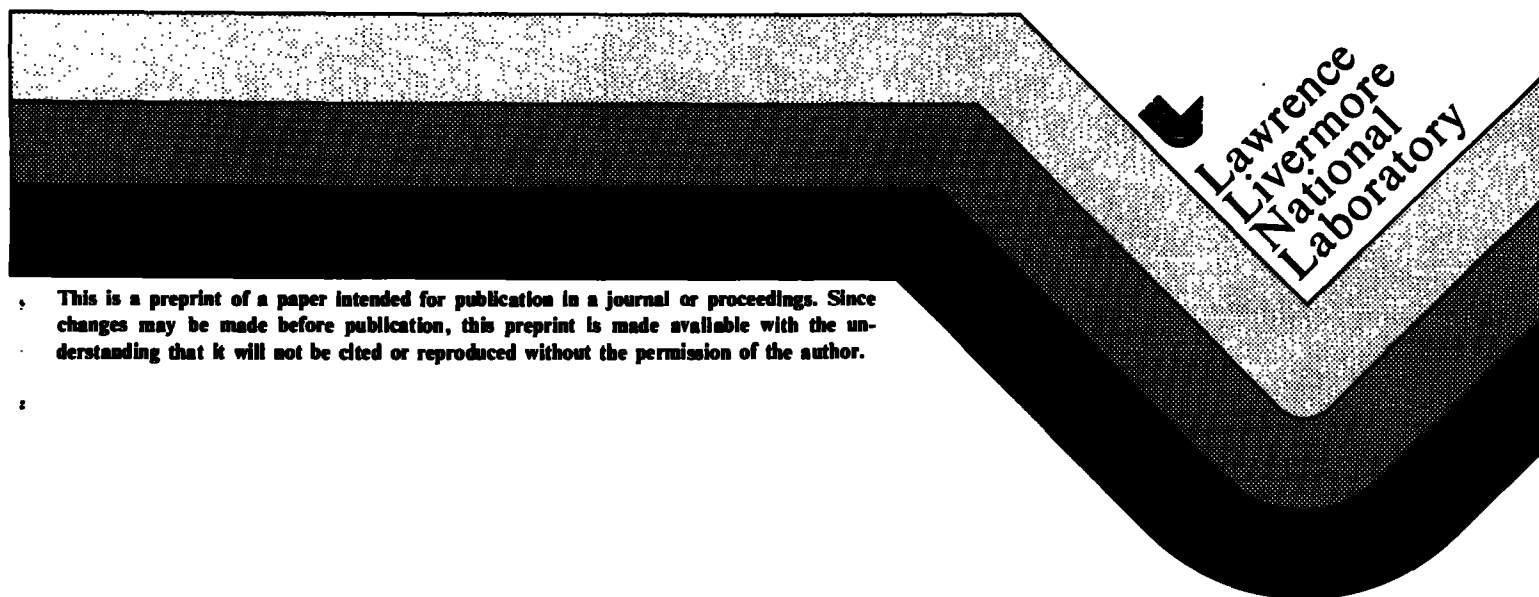 Lawrence
Livermore
National
Laboratory
This is a preprint of a paper intended for publication in a journal or proceedings. Since
changes may be made before publication, this preprint is made available with the un-
derstanding that it will not be cited or reproduced without the permission of the author.